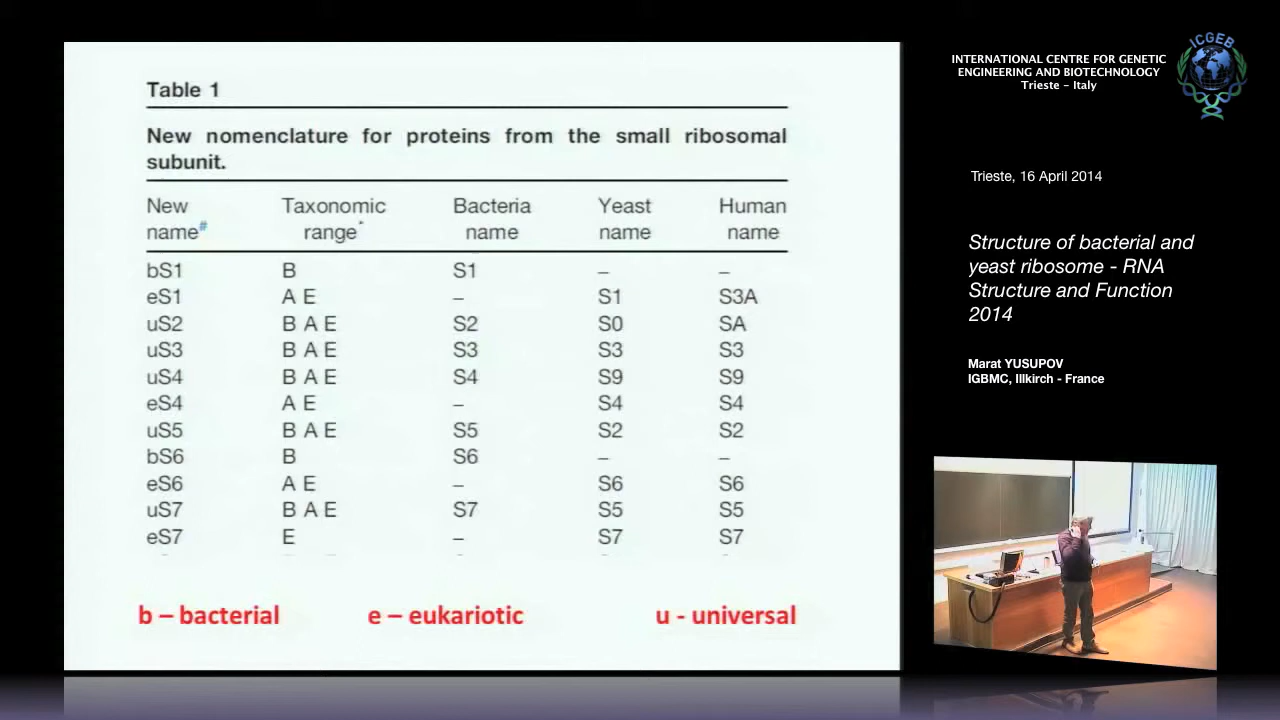 Table 1
New nomenclature for proteins from the small ribosomal
subunit.
New Taxonomic Bacteria Yeast Human
name# range* name name name
bS1 B S1 – –
eS1 A E – S1 S3A
uS2 B A E S2 S0 SA
uS3 B A E S3 S3 S3
uS4 B A E S4 S9 S9
eS4 A E – S4 S4
uS5 B A E S5 S2 S2
bS6 B S6 – –
eS6 A E – S6 S6
uS7 B A E S7 S5 S5
eS7 E – S7 S7
b – bacterial e – eukariotic u - universal
INTERNATIONAL CENTRE FOR GENETIC
ENGINEERING AND BIOTECHNOLOGY
Trieste - Italy
ICGEB
Trieste, 16 April 2014
Structure of bacterial and
yeast ribosome - RNA
Structure and Function
2014
Marat YUSUPOV
IGBMC, Illkirch - France